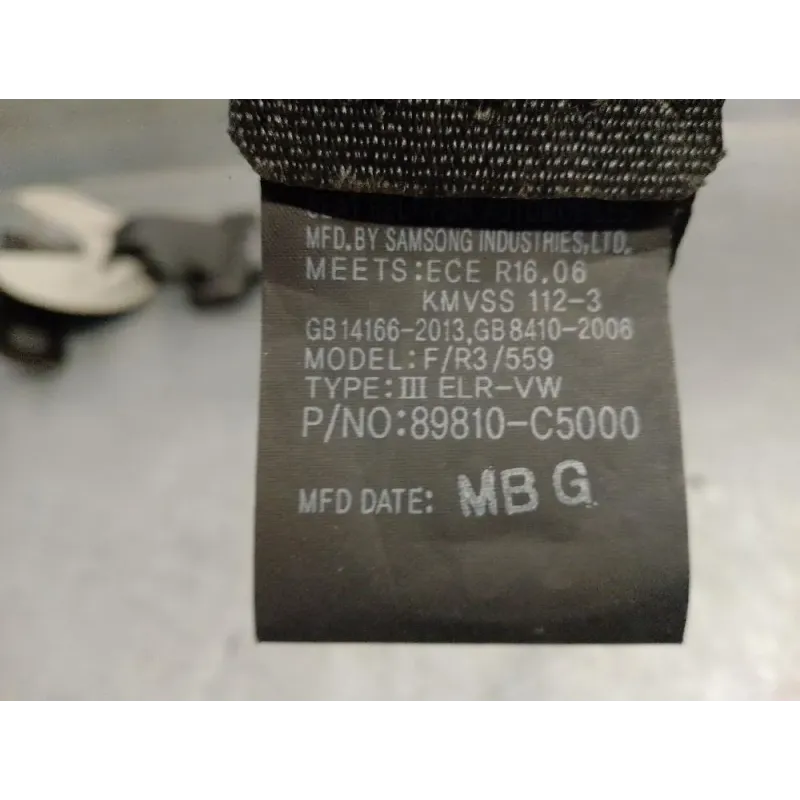 MFD.BY SAMSONG INDUSTRIES,LTD.
MEETS:ECE R16.06
KMVSS 112-3
GB14166-2013,GB8410-2006
MODEL:F/R3/559
TYPE:III ELR-VW
P/NO:89810-C5000
MFD DATE: MBG